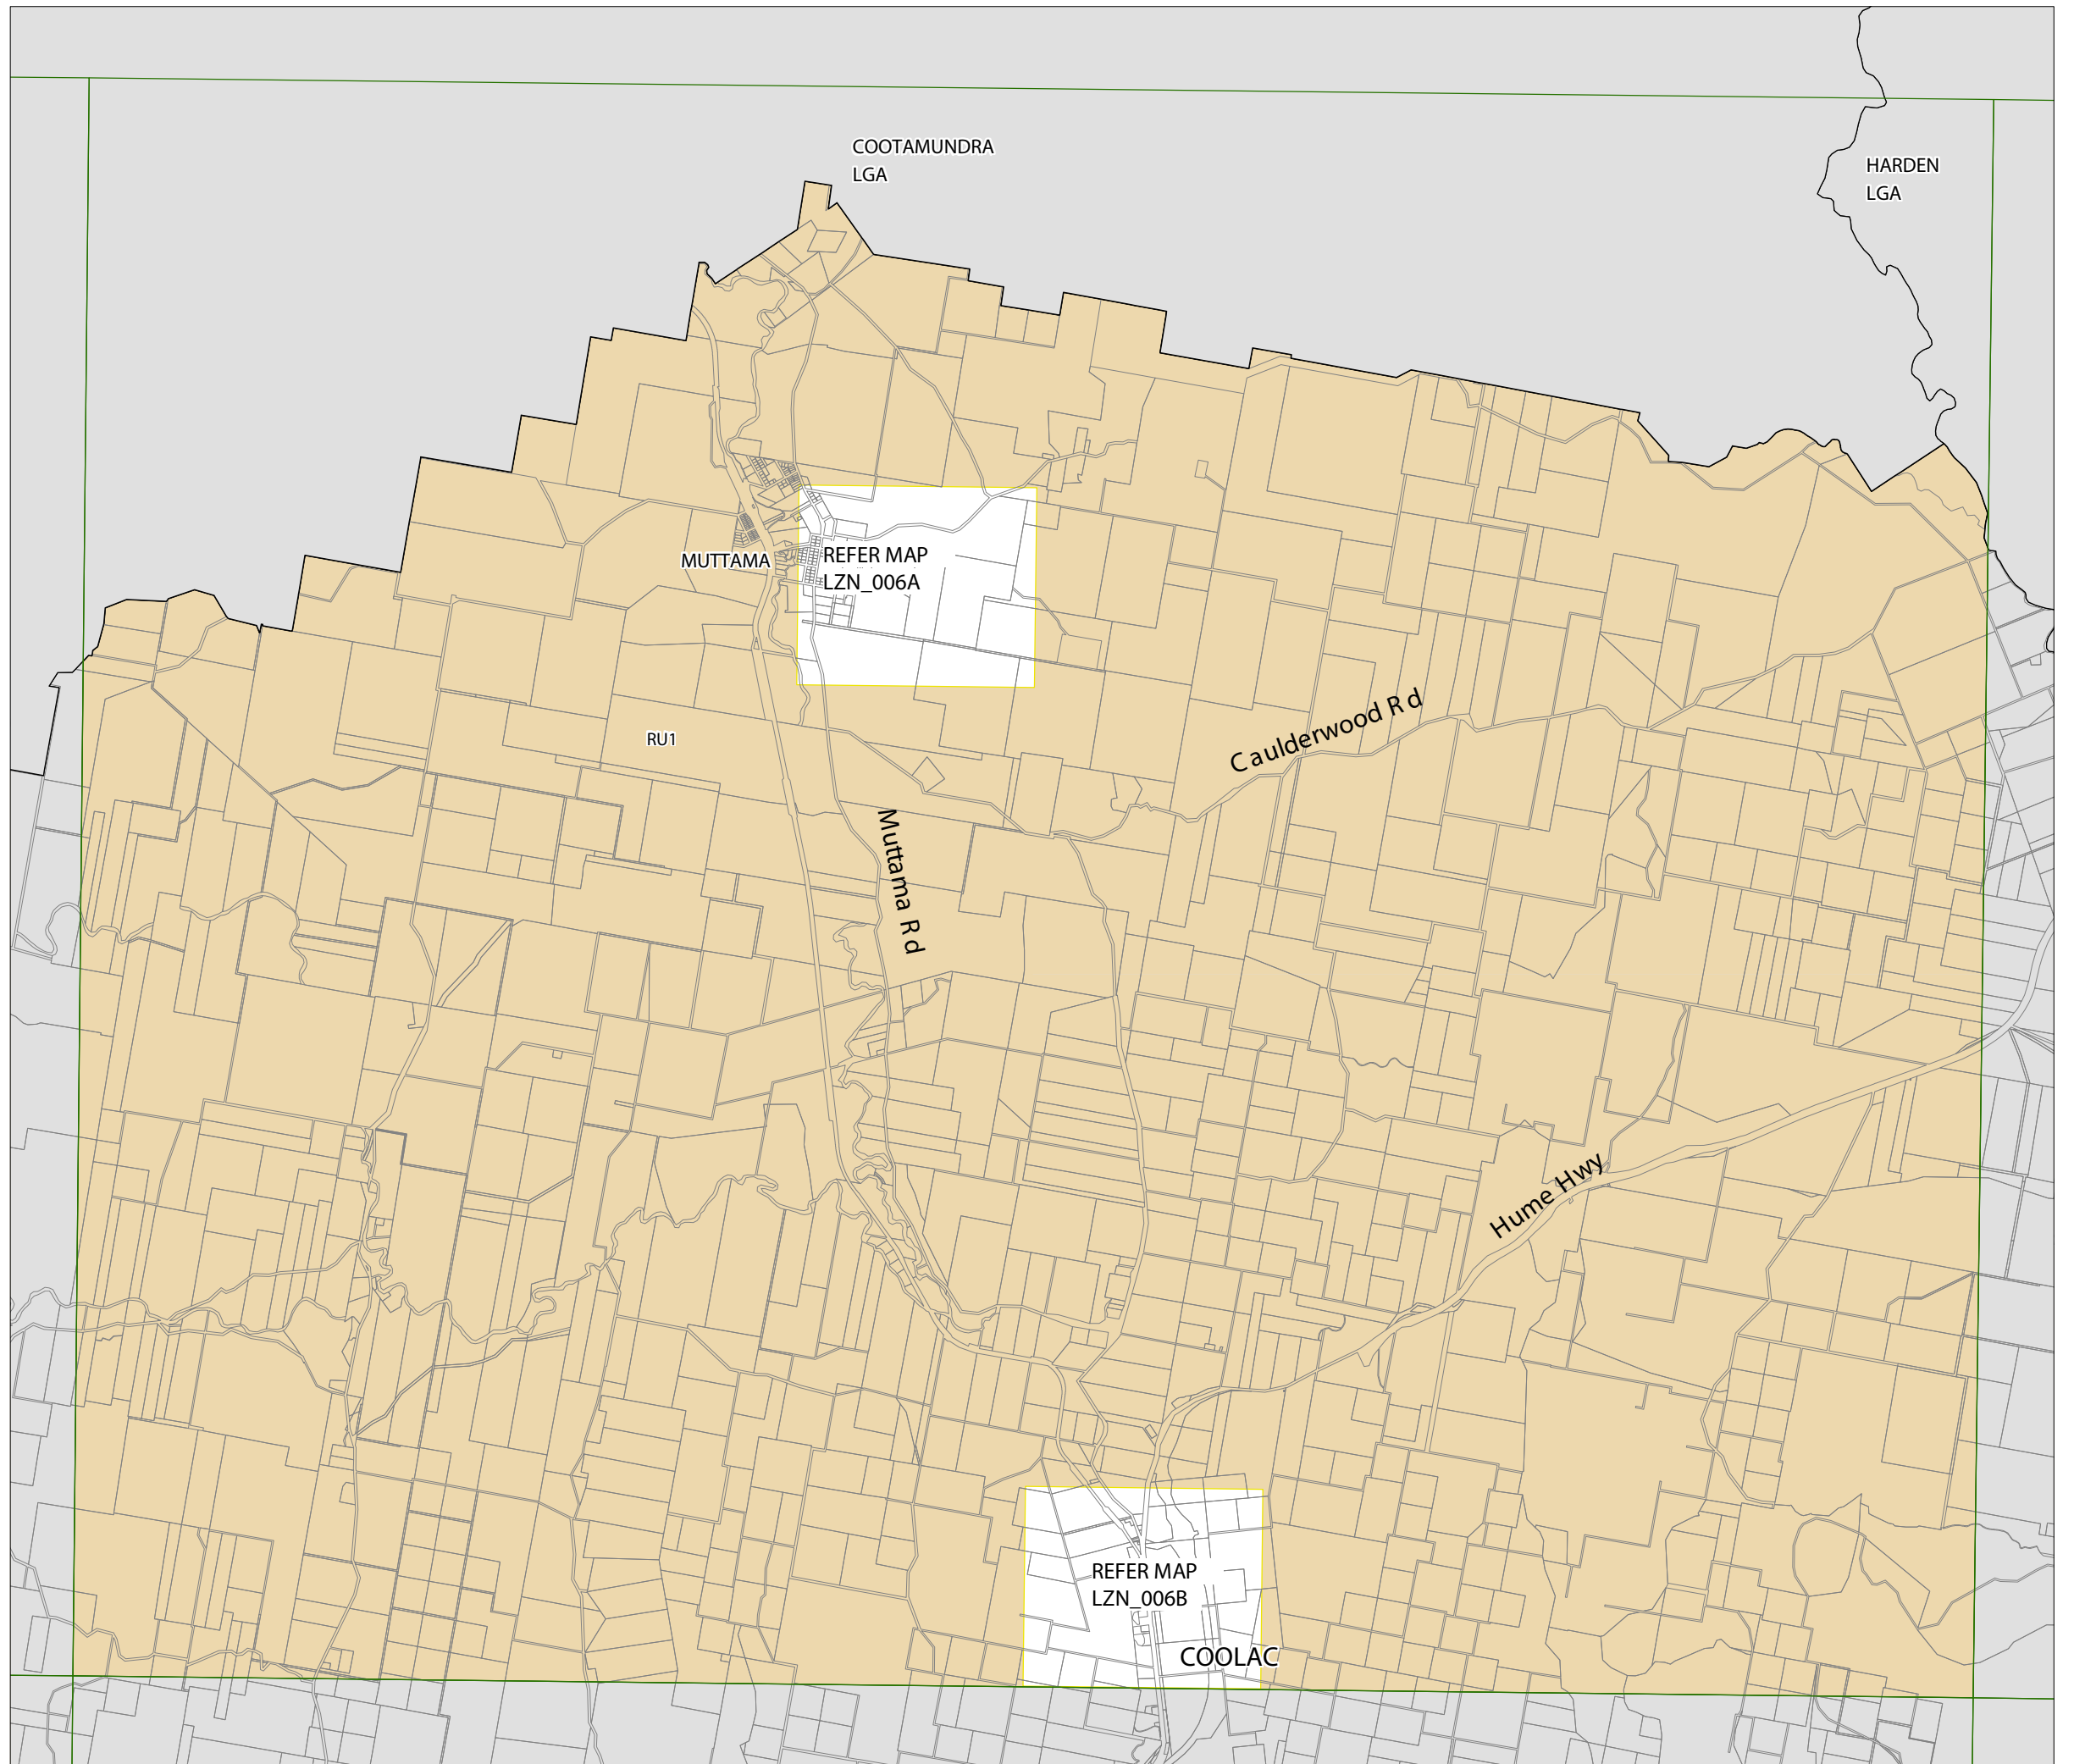 COOTAMUNDRA
LGA
HARDEN
LGA
REFER MAP
LZN_006A
MUTTAMA
Caulderwood Rd
RU1
Muttama Rd
Hume Hwy
REFER MAP
LZN_006B
COOLAC